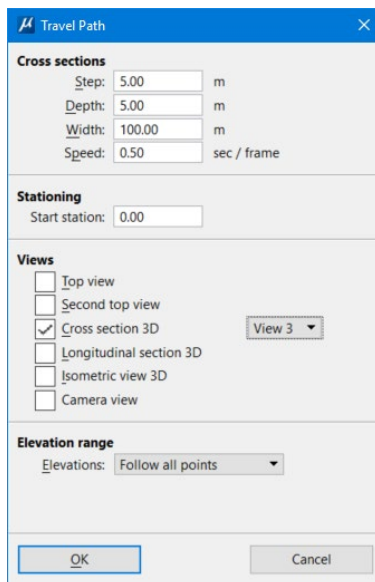 μ Travel Path
Cross sections
Step: 5.00 m
Depth: 5.00 m
Width: 100.00 m
Speed: 0.50 sec / frame
Stationing
Start station: 0.00
Views
Top view
Second top view
Cross section 3D View 3
Longitudinal section 3D
Isometric view 3D
Camera view
Elevation range
Elevations: Follow all points
OK Cancel